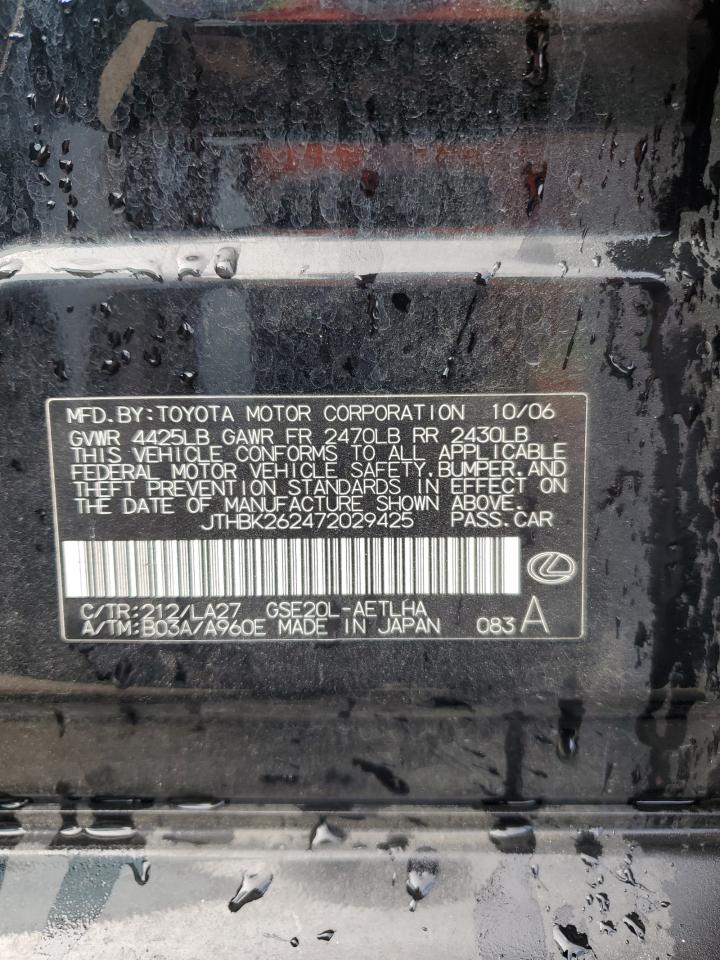 MFD.BY:TOYOTA MOTOR CORPORATION 10/06
GVWR 4425LB GAWR FR 2470LB RR 2430LB
THIS VEHICLE CONFORMS TO ALL APPLICABLE
FEDERAL MOTOR VEHICLE SAFETY,BUMPER,AND
THEFT PREVENTION STANDARDS IN EFFECT ON
THE DATE OF MANUFACTURE SHOWN ABOVE.
JTHBK262472029425 PASS.CAR
C/TR:212/LA27 GSE20L-AETLHA
A/TM:B03A/A960E MADE IN JAPAN 083 A